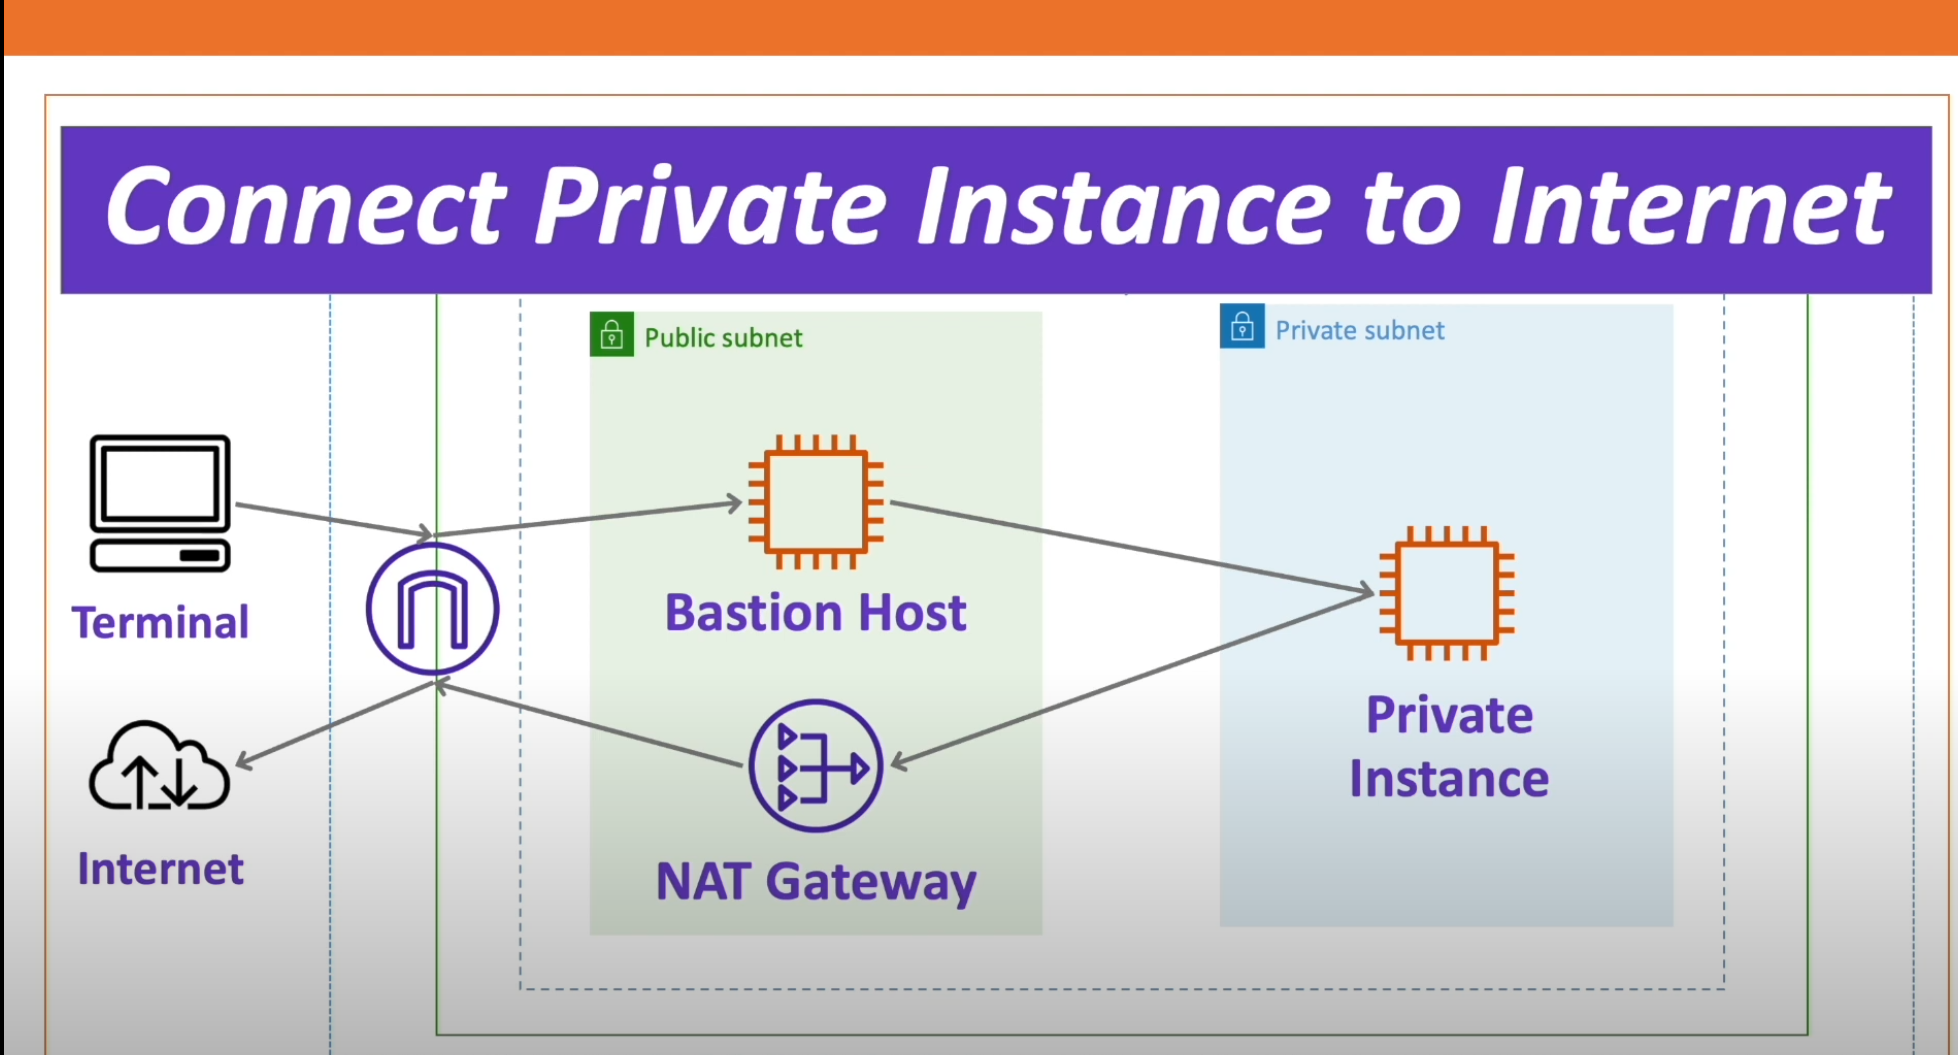 Connect Private Instance to Internet
Public subnet
Private subnet
Terminal
Bastion Host
Private
Instance
Internet
NAT Gateway